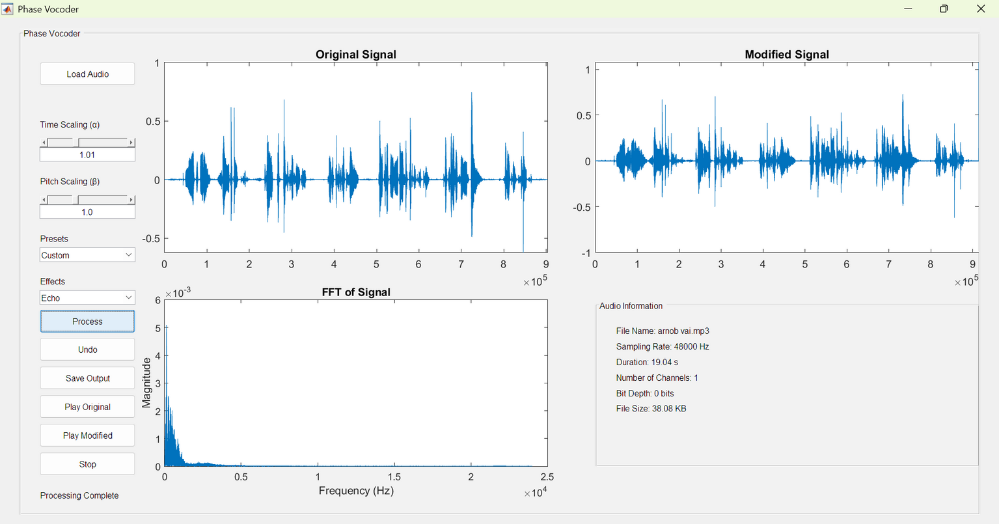 Phase Vocoder
Phase Vocoder
Load Audio
Time Scaling (α)
1.01
Pitch Scaling (β)
1.0
Presets
Custom
Effects
Echo
Process
Undo
Save Output
Play Original
Play Modified
Stop
Processing Complete
Original Signal
1
0.5
0
-0.5
0 1 2 3 4 5 6 7 8 9
×10^5
Modified Signal
1
0.5
0
-0.5
-1
0 1 2 3 4 5 6 7 8 9
×10^5
FFT of Signal
×10^-3
6
5
4
3
2
1
0
Magnitude
0 0.5 1 1.5 2 2.5
Frequency (Hz)
×10^4
Audio Information
File Name: arnob vai.mp3
Sampling Rate: 48000 Hz
Duration: 19.04 s
Number of Channels: 1
Bit Depth: 0 bits
File Size: 38.08 KB